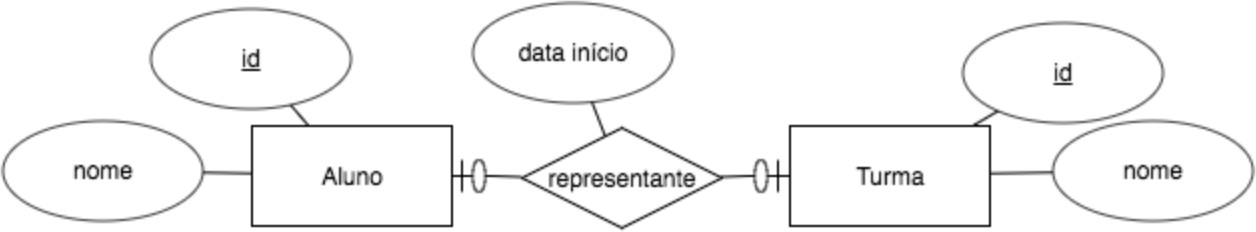 id
data início
id
nome
Aluno
representante
Turma
nome